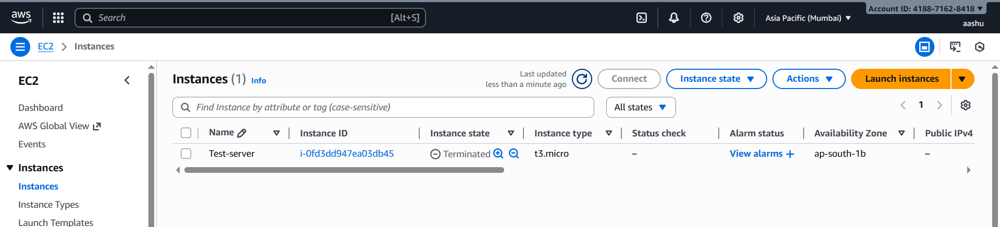 aws
Search [Alt+S]
Asia Pacific (Mumbai)
Account ID: 4188-7162-8418
aashu
EC2 > Instances
EC2
Dashboard
AWS Global View
Events
Instances
Instances
Instance Types
Launch Templates
Instances (1) Info
Last updated
less than a minute ago
Connect
Instance state
Actions
Launch instances
Find Instance by attribute or tag (case-sensitive)
All states
1
Name Instance ID Instance state Instance type Status check Alarm status Availability Zone Public IPv4
Test-server i-0fd3dd947ea03db45 Terminated t3.micro – View alarms + ap-south-1b –